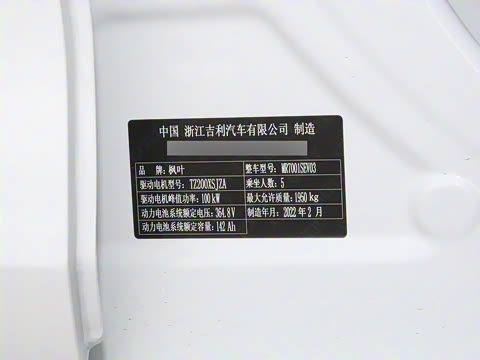 中国 浙江吉利汽车有限公司 制造
品 牌:枫叶 整车型号:MR7001SEV03
驱动电机型号:TZ200XSJZA 乘坐人数:5
驱动电机峰值功率:100 kW 最大允许质量:1950 kg
动力电池系统额定电压:364.8 V 制造年月:2022 年 2 月
动力电池系统额定容量:142 Ah